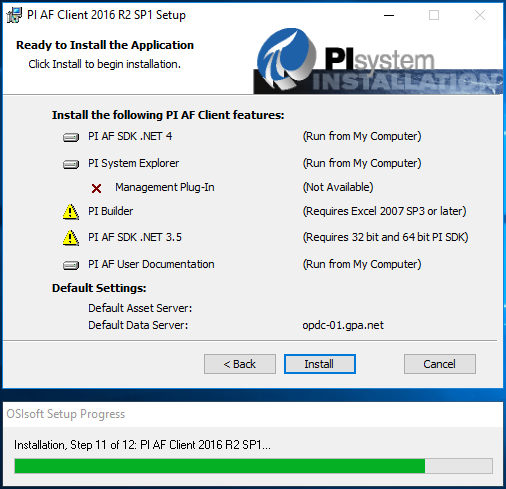 PI AF Client 2016 R2 SP1 Setup
Ready to Install the Application
Click Install to begin installation.
PIsystem
INSTALLATION
Install the following PI AF Client features:
PI AF SDK .NET 4 (Run from My Computer)
PI System Explorer (Run from My Computer)
Management Plug-In (Not Available)
PI Builder (Requires Excel 2007 SP3 or later)
PI AF SDK .NET 3.5 (Requires 32 bit and 64 bit PI SDK)
PI AF User Documentation (Run from My Computer)
Default Settings:
Default Asset Server:
Default Data Server: opdc-01.gpa.net
< Back Install Cancel
OSIsoft Setup Progress
Installation, Step 11 of 12: PI AF Client 2016 R2 SP1...